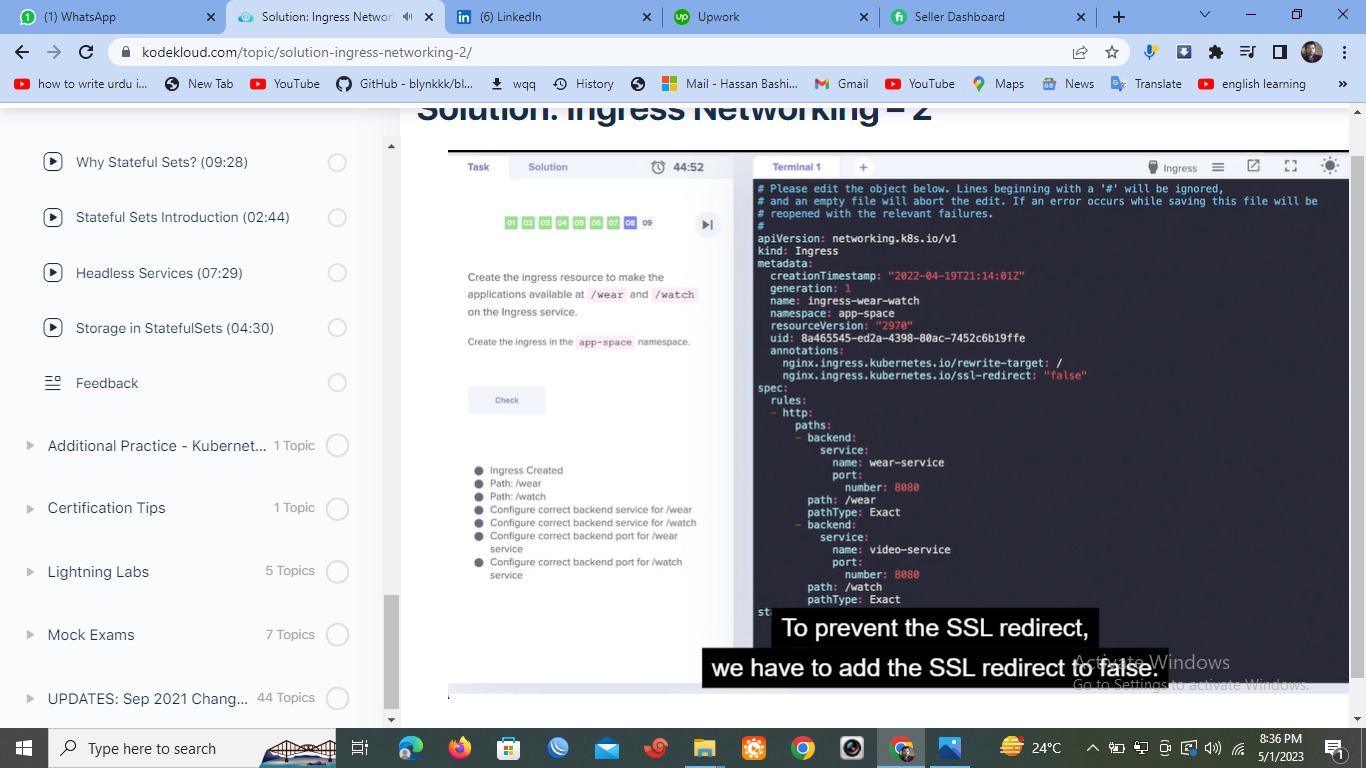 (1) WhatsApp
Solution: Ingress Networ
(6) LinkedIn
Upwork
Seller Dashboard
kodekloud.com/topic/solution-ingress-networking-2/
how to write urdu i...
New Tab
YouTube
GitHub - blynkkk/bl...
wqq
History
Mail - Hassan Bashi...
Gmail
YouTube
Maps
News
Translate
english learning
»
Solution: Ingress Networking – 2
Why Stateful Sets? (09:28)
Stateful Sets Introduction (02:44)
Headless Services (07:29)
Storage in StatefulSets (04:30)
Feedback
Additional Practice - Kubernet... 1 Topic
Certification Tips 1 Topic
Lightning Labs 5 Topics
Mock Exams 7 Topics
UPDATES: Sep 2021 Chang... 44 Topics
Task Solution 44:52
01 02 03 04 05 06 07 08 09
Create the ingress resource to make the
applications available at /wear and /watch
on the Ingress service.
Create the ingress in the app-space namespace.
Check
Ingress Created
Path: /wear
Path: /watch
Configure correct backend service for /wear
Configure correct backend service for /watch
Configure correct backend port for /wear
service
Configure correct backend port for /watch
service
Terminal 1 +
Ingress
# Please edit the object below. Lines beginning with a '#' will be ignored,
# and an empty file will abort the edit. If an error occurs while saving this file will be
# reopened with the relevant failures.
#
apiVersion: networking.k8s.io/v1
kind: Ingress
metadata:
creationTimestamp: "2022-04-19T21:14:01Z"
generation: 1
name: ingress-wear-watch
namespace: app-space
resourceVersion: "2970"
uid: 8a465545-ed2a-4398-80ac-7452c6b19ffe
annotations:
nginx.ingress.kubernetes.io/rewrite-target: /
nginx.ingress.kubernetes.io/ssl-redirect: "false"
spec:
rules:
- http:
paths:
- backend:
service:
name: wear-service
port:
number: 8080
path: /wear
pathType: Exact
- backend:
service:
name: video-service
port:
number: 8080
path: /watch
pathType: Exact
To prevent the SSL redirect,
we have to add the SSL redirect to false.
Activate Windows
Go to Settings to activate Windows.
Type here to search
24°C
8:36 PM
5/1/2023
1